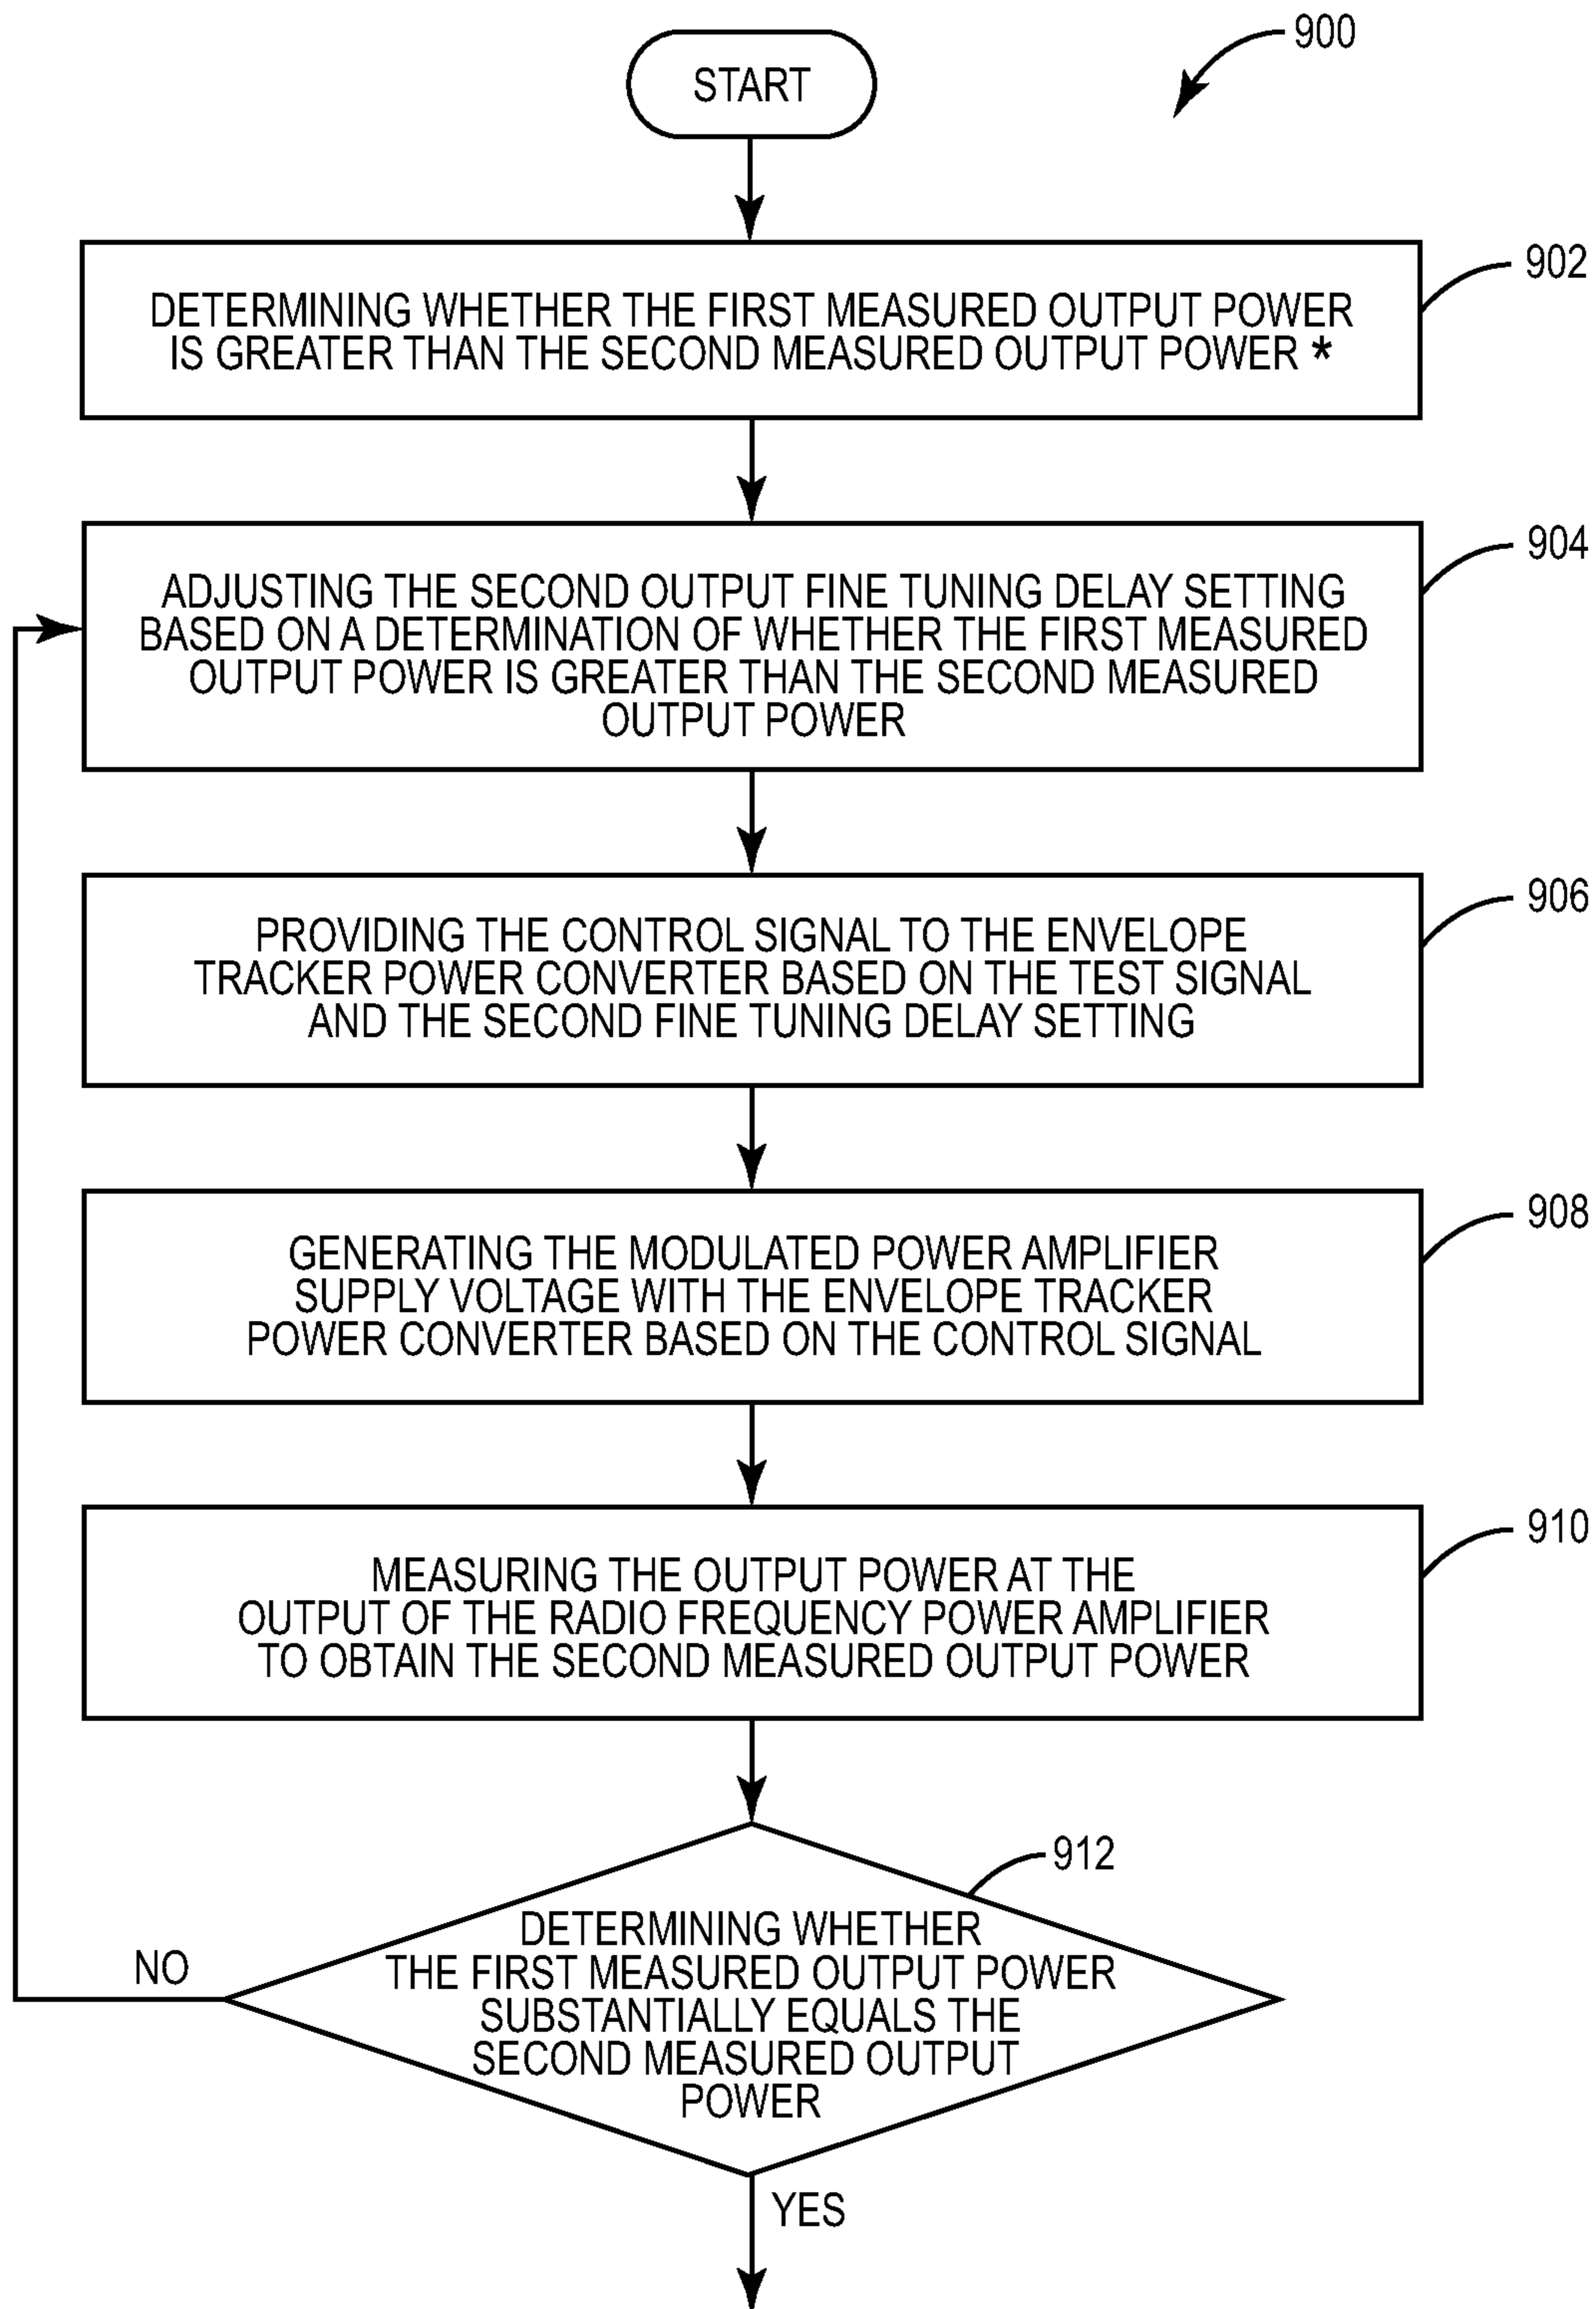 900
START
902
DETERMINING WHETHER THE FIRST MEASURED OUTPUT POWER
IS GREATER THAN THE SECOND MEASURED OUTPUT POWER *
904
ADJUSTING THE SECOND OUTPUT FINE TUNING DELAY SETTING
BASED ON A DETERMINATION OF WHETHER THE FIRST MEASURED
OUTPUT POWER IS GREATER THAN THE SECOND MEASURED
OUTPUT POWER
906
PROVIDING THE CONTROL SIGNAL TO THE ENVELOPE
TRACKER POWER CONVERTER BASED ON THE TEST SIGNAL
AND THE SECOND FINE TUNING DELAY SETTING
908
GENERATING THE MODULATED POWER AMPLIFIER
SUPPLY VOLTAGE WITH THE ENVELOPE TRACKER
POWER CONVERTER BASED ON THE CONTROL SIGNAL
910
MEASURING THE OUTPUT POWER AT THE
OUTPUT OF THE RADIO FREQUENCY POWER AMPLIFIER
TO OBTAIN THE SECOND MEASURED OUTPUT POWER
912
DETERMINING WHETHER
THE FIRST MEASURED OUTPUT POWER
SUBSTANTIALLY EQUALS THE
SECOND MEASURED OUTPUT
POWER
NO
YES